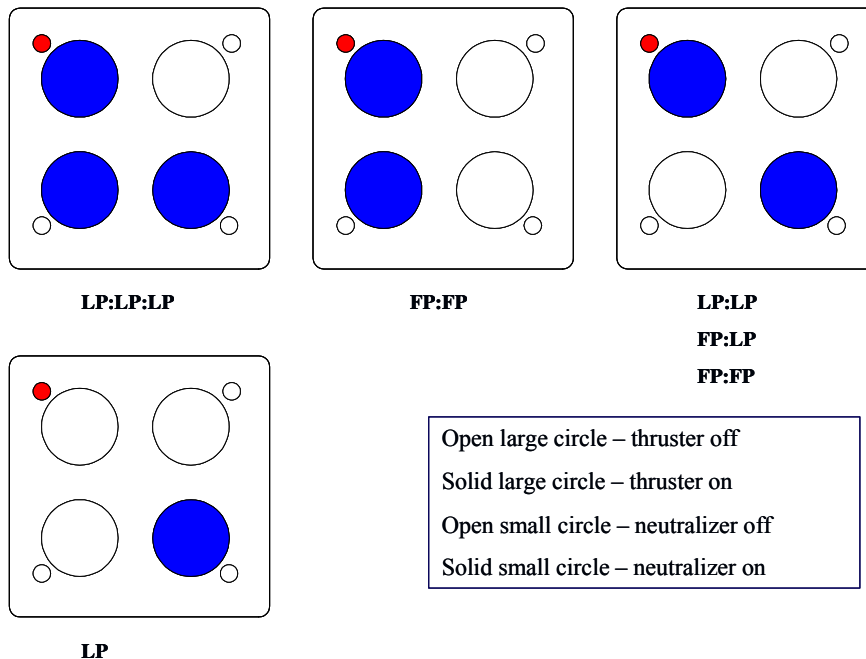 LP:LP:LP
FP:FP
LP:LP
FP:LP
FP:FP
LP
Open large circle – thruster off
Solid large circle – thruster on
Open small circle – neutralizer off
Solid small circle – neutralizer on